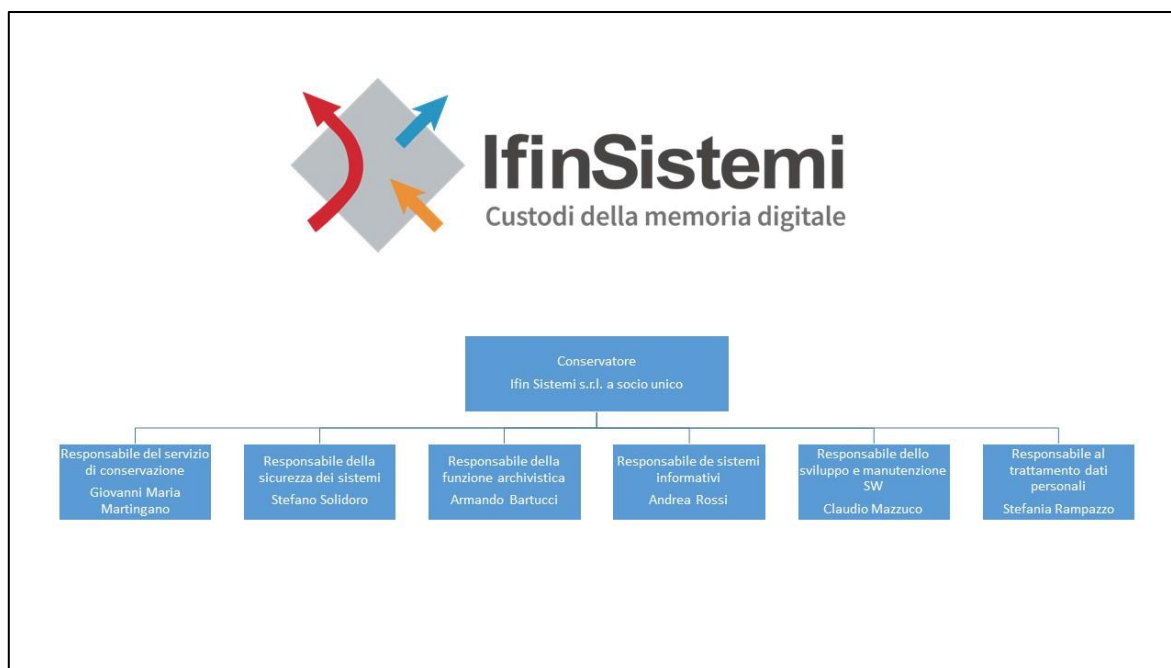 IfinSistemi
Custodi della memoria digitale
Conservatore
Ifin Sistemi s.r.l. a socio unico
Responsabile del servizio
di conservazione
Giovanni Maria
Martingano
Responsabile della
sicurezza dei sistemi
Stefano Solidoro
Responsabile della
funzione archivistica
Armando Bartucci
Responsabile de sistemi
informativi
Andrea Rossi
Responsabile dello
sviluppo e manutenzione
SW
Claudio Mazzuco
Responsabile al
trattamento dati
personali
Stefania Rampazzo